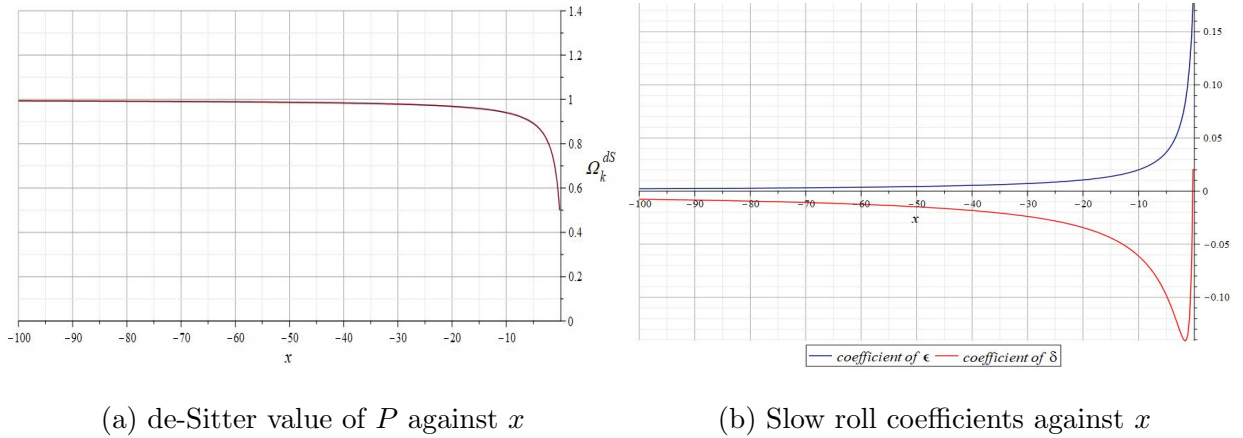 1.4
1.2
1
0.8
Ω_k^{dS}
0.6
0.4
0.2
0
−100 −90 −80 −70 −60 −50 −40 −30 −20 −10
x
0.15
0.10
0.05
0
−100 −90 −80 −70 −60 −50 −40 −30 −20 −10
x
−0.05
−0.10
coefficient of ϵ coefficient of δ
(a) de-Sitter value of P against x
(b) Slow roll coefficients against x